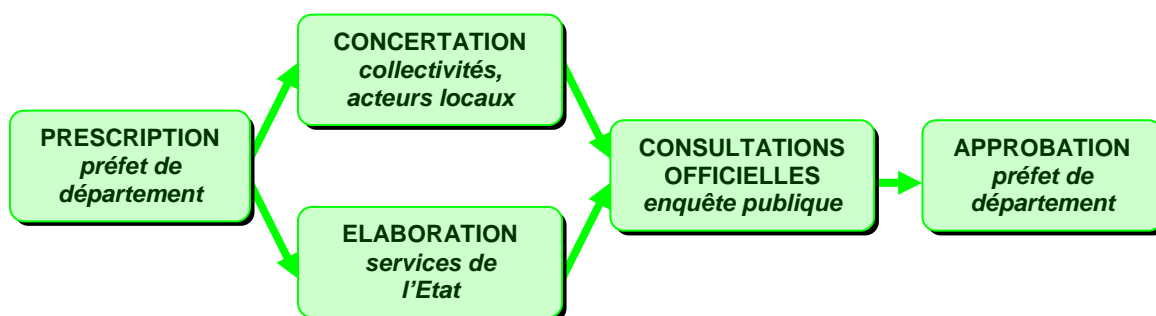 PRESCRIPTION
préfet de
département
CONCERTATION
collectivités,
acteurs locaux
ELABORATION
services de
l’Etat
CONSULTATIONS
OFFICIELLES
enquête publique
APPROBATION
préfet de
département